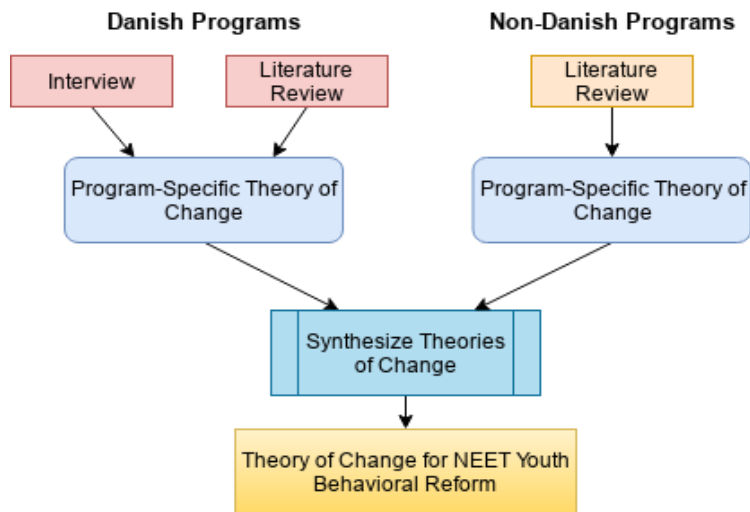 Danish Programs
Non-Danish Programs
Interview
Literature
Review
Literature
Review
Program-Specific Theory of
Change
Program-Specific Theory of
Change
Synthesize Theories
of Change
Theory of Change for NEET Youth
Behavioral Reform